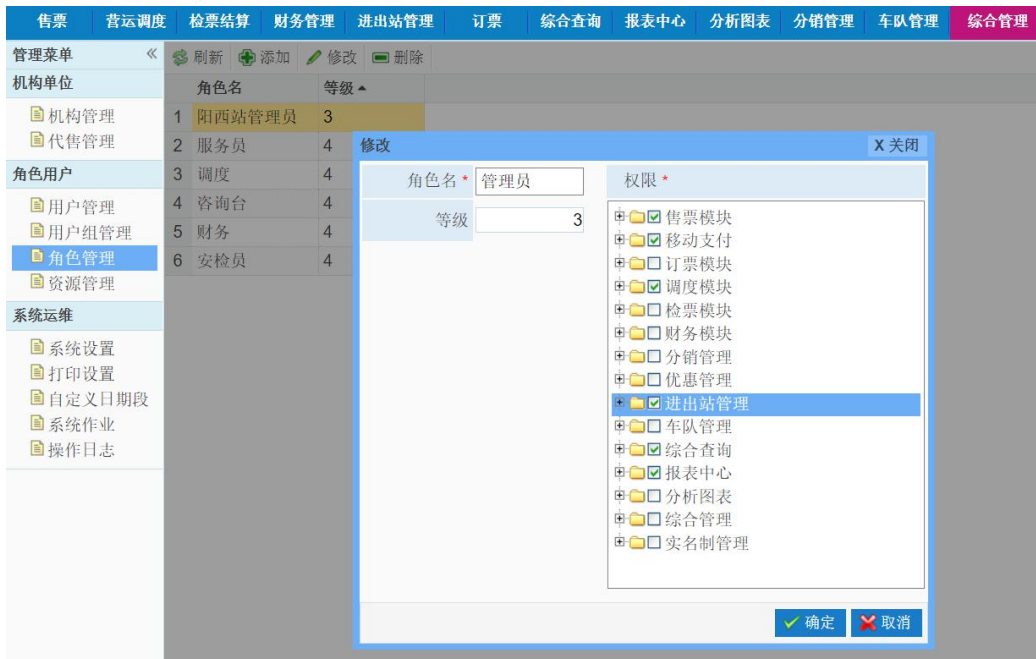 售票 营运调度 检票结算 财务管理 进出站管理 订票 综合查询 报表中心 分析图表 分销管理 车队管理 综合管理
管理菜单 «
刷新 添加 修改 删除
机构单位
机构管理
代售管理
角色用户
用户管理
用户组管理
角色管理
资源管理
系统运维
系统设置
打印设置
自定义日期段
系统作业
操作日志
角色名 等级
1 阳西站管理员 3
2 服务员 4
3 调度 4
4 咨询台 4
5 财务 4
6 安检员 4
修改 X 关闭
角色名 * 管理员
等级 3
权限 *
售票模块
移动支付
订票模块
调度模块
检票模块
财务模块
分销管理
优惠管理
进出站管理
车队管理
综合查询
报表中心
分析图表
综合管理
实名制管理
确定 取消